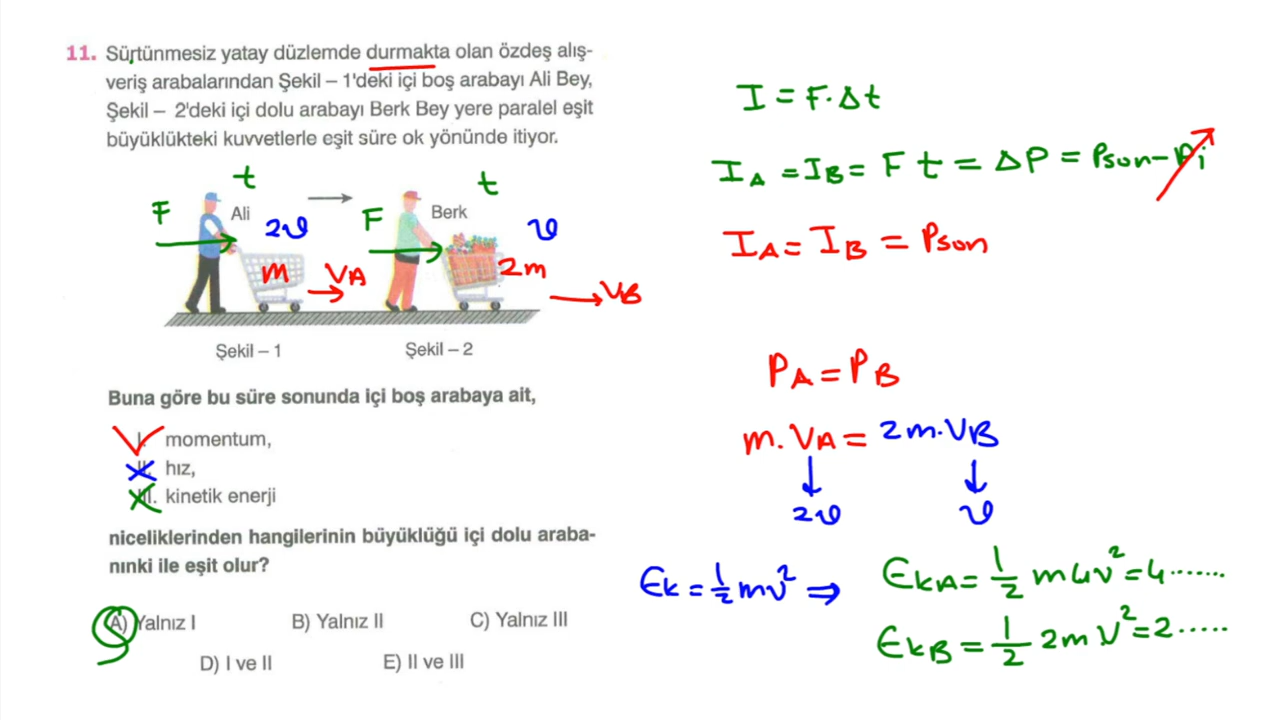 11. Sürtünmesiz yatay düzlemde durmakta olan özdeş alış-
veriş arabalarından Şekil – 1'deki içi boş arabayı Ali Bey,
Şekil – 2'deki içi dolu arabayı Berk Bey yere paralel eşit
büyüklükteki kuvvetlerle eşit süre ok yönünde itiyor.
t
t
F
Ali
2ϑ
F
Berk
ϑ
m
VA
2m
VB
Şekil – 1
Şekil – 2
Buna göre bu süre sonunda içi boş arabaya ait,
momentum,
II. hız,
III. kinetik enerji
niceliklerinden hangilerinin büyüklüğü içi dolu araba-
nınki ile eşit olur?
A) Yalnız I B) Yalnız II C) Yalnız III
D) I ve II E) II ve III
I = F.Δt
IA = IB = F t = ΔP = Pson – Pi
IA = IB = Pson
PA = PB
m.VA = 2m.VB
2ϑ ϑ
Ek = 1/2 mv² ⇒
EkA = 1/2 m4v² = 4.......
EkB = 1/2 2m v² = 2.....